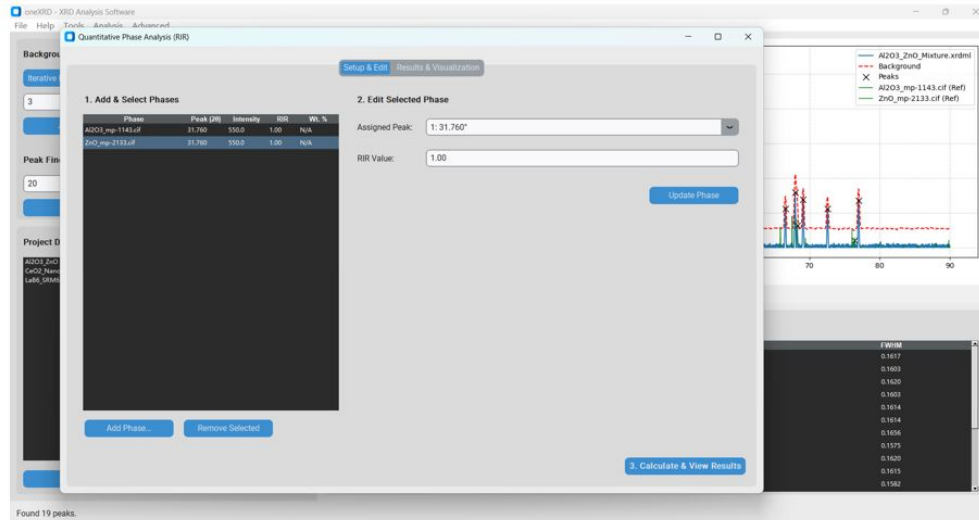 oneXRD - XRD Analysis Software
File Help Tools Analysis Advanced
Quantitative Phase Analysis (RIR)
Setup & Edit Results & Visualization
1. Add & Select Phases
Phase Peak (2θ) Intensity RIR Wt. %
Al2O3_mp-1143.cif 31.760 550.0 1.00 N/A
ZnO_mp-2133.cif 31.760 550.0 1.00 N/A
Add Phase... Remove Selected
2. Edit Selected Phase
Assigned Peak: 1: 31.760°
RIR Value: 1.00
Update Phase
3. Calculate & View Results
Backgrou
Iterative
3
Peak Fin
20
Project D
Al2O3_ZnO
CeO2_Nano
LaB6_SRM6
Al2O3_ZnO_Mixture.xrdml
Background
Peaks
Al2O3_mp-1143.cif (Ref)
ZnO_mp-2133.cif (Ref)
70 80 90
FWHM
0.1617
0.1603
0.1620
0.1603
0.1614
0.1614
0.1656
0.1575
0.1620
0.1615
0.1582
Found 19 peaks.